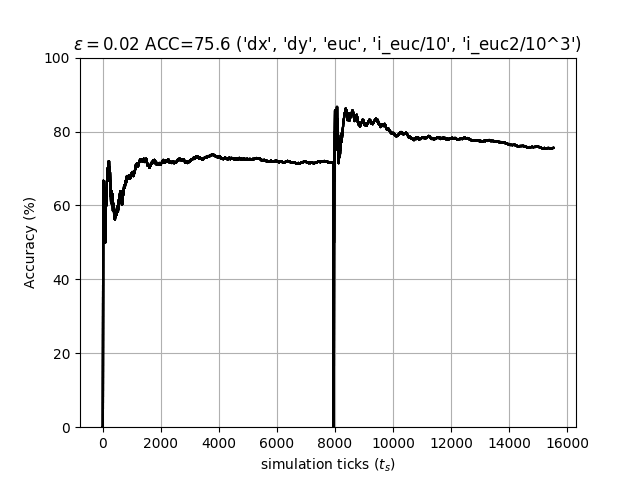 ε = 0.02 ACC=75.6 ('dx', 'dy', 'euc', 'i_euc/10', 'i_euc2/10^3')
100
80
60
40
20
0
Accuracy (%)
0 2000 4000 6000 8000 10000 12000 14000 16000
simulation ticks (tₛ)